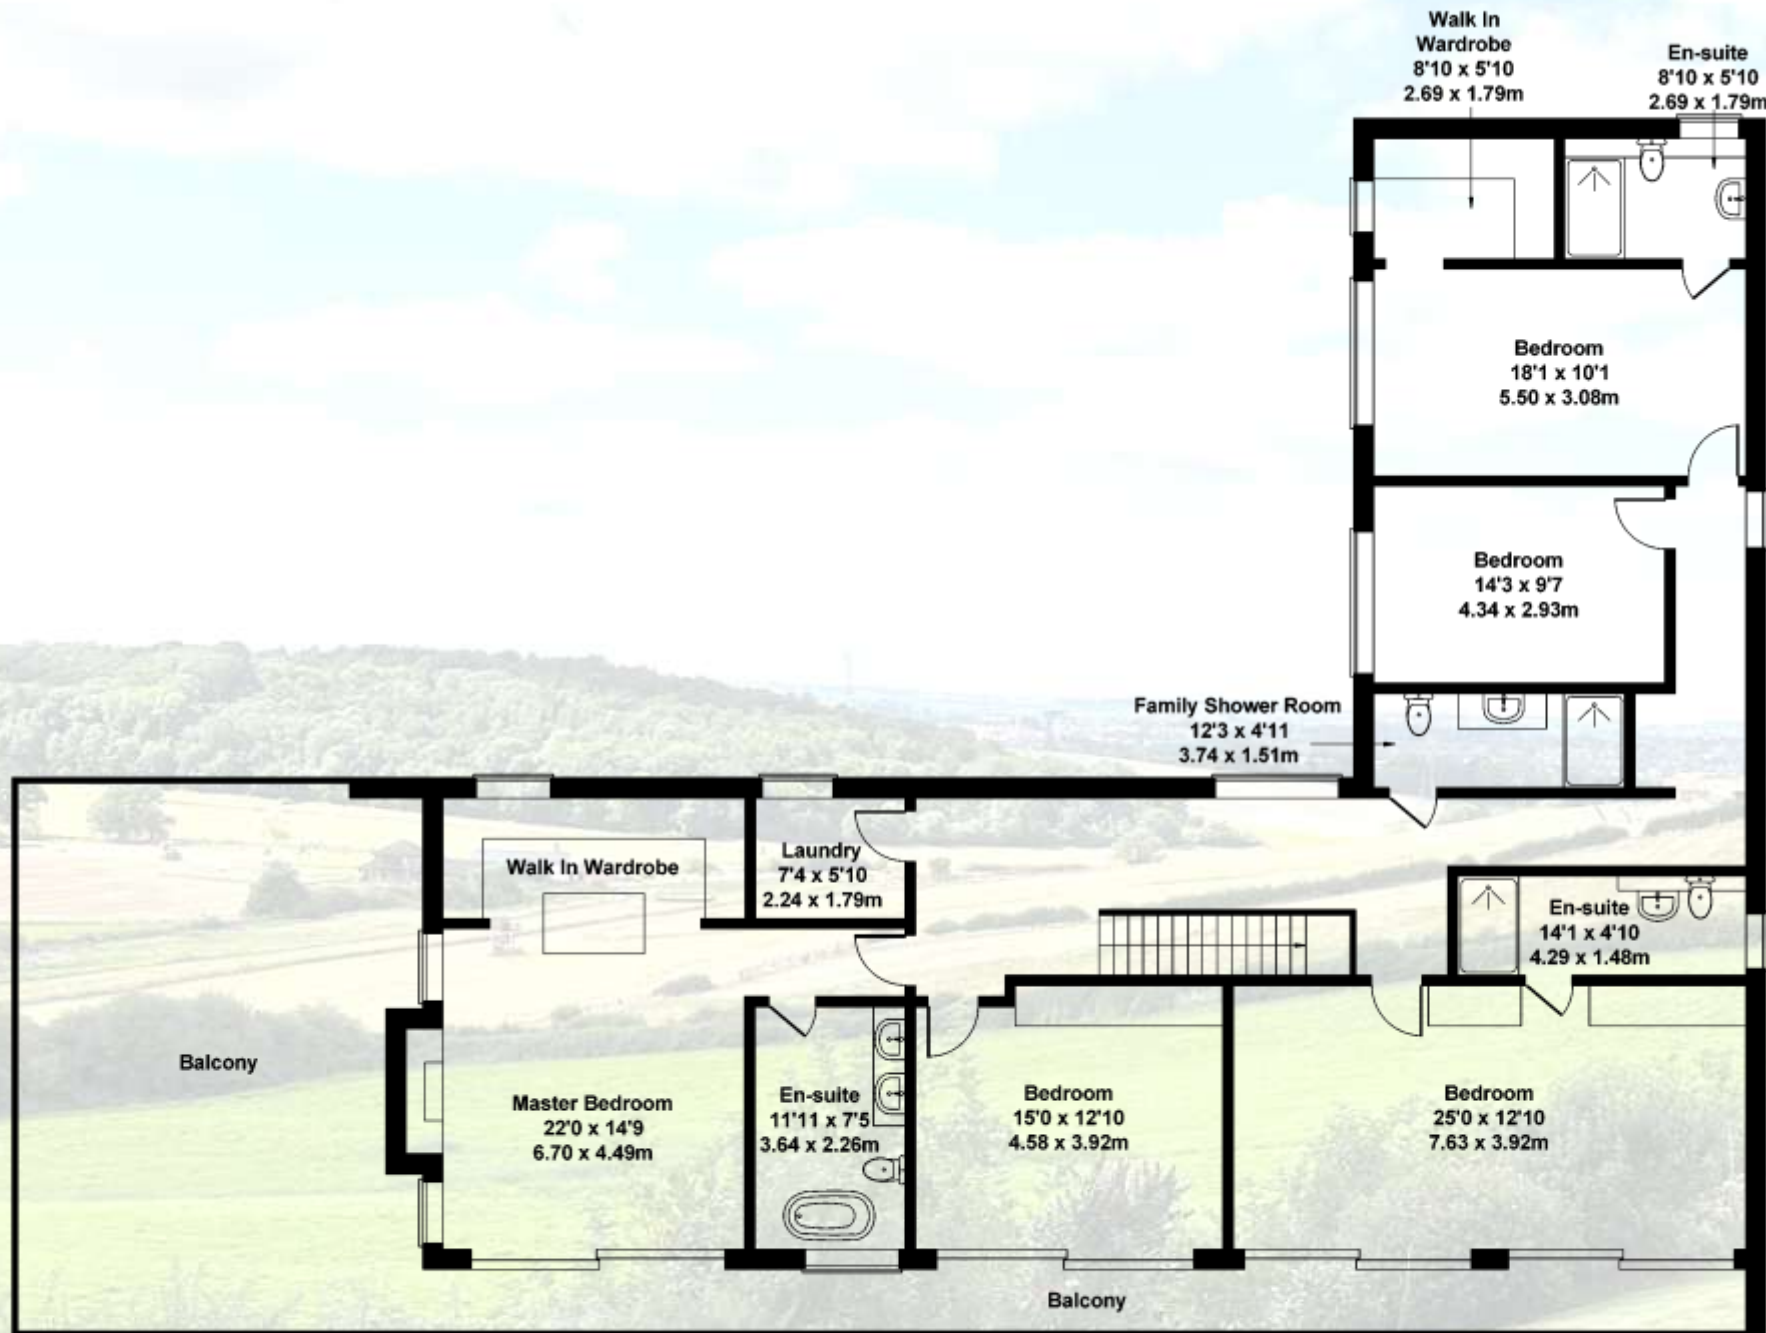 Walk In
Wardrobe
8'10 x 5'10
2.69 x 1.79m
En-suite
8'10 x 5'10
2.69 x 1.79m
Bedroom
18'1 x 10'1
5.50 x 3.08m
Bedroom
14'3 x 9'7
4.34 x 2.93m
Family Shower Room
12'3 x 4'11
3.74 x 1.51m
Walk In Wardrobe
Laundry
7'4 x 5'10
2.24 x 1.79m
En-suite
14'1 x 4'10
4.29 x 1.48m
Balcony
Master Bedroom
22'0 x 14'9
6.70 x 4.49m
En-suite
11'11 x 7'5
3.64 x 2.26m
Bedroom
15'0 x 12'10
4.58 x 3.92m
Bedroom
25'0 x 12'10
7.63 x 3.92m
Balcony